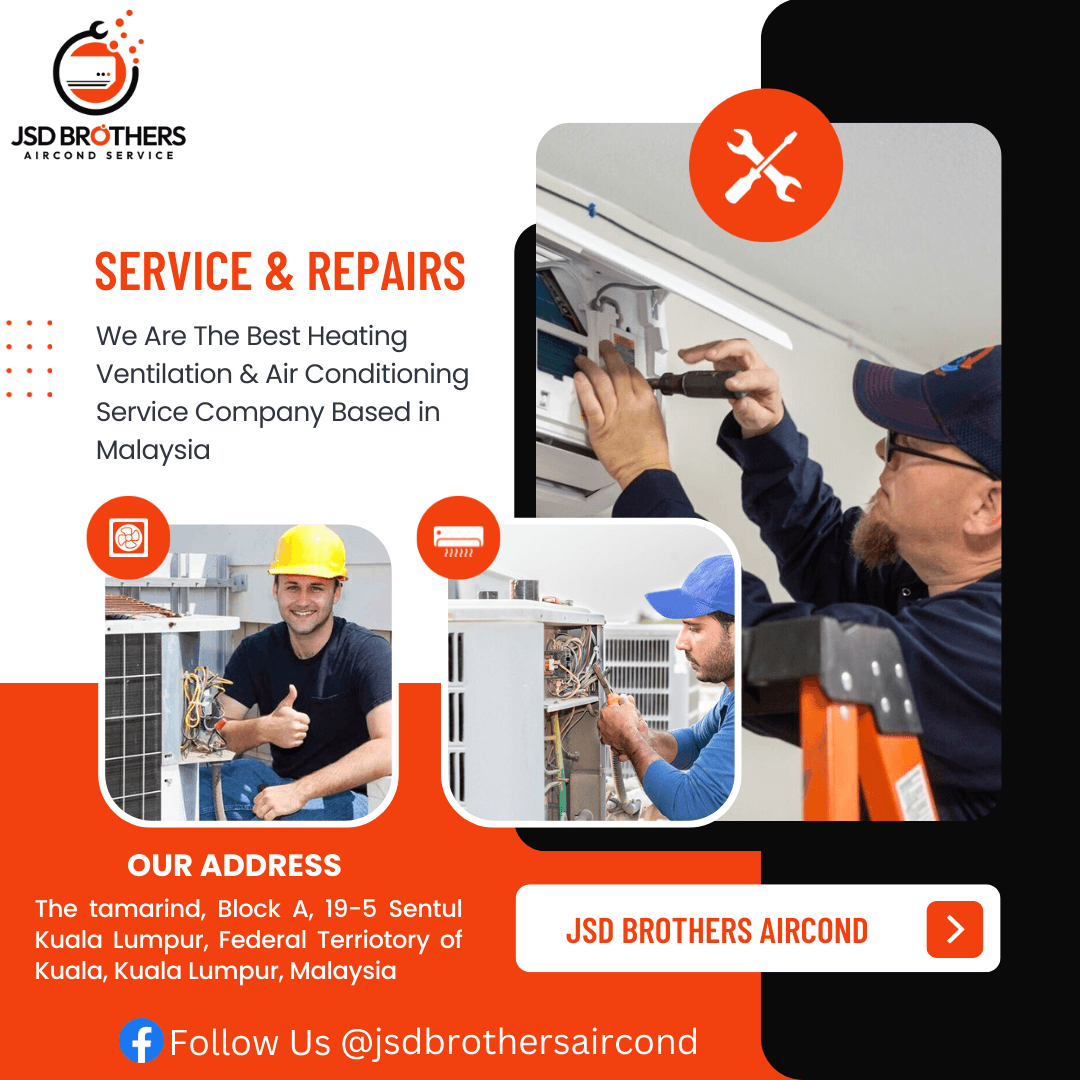 JSD BROTHERS
AIRCOND SERVICE
SERVICE & REPAIRS
We Are The Best Heating
Ventilation & Air Conditioning
Service Company Based in
Malaysia
OUR ADDRESS
The tamarind, Block A, 19-5 Sentul
Kuala Lumpur, Federal Terriotory of
Kuala, Kuala Lumpur, Malaysia
JSD BROTHERS AIRCOND
Follow Us @jsdbrothersaircond